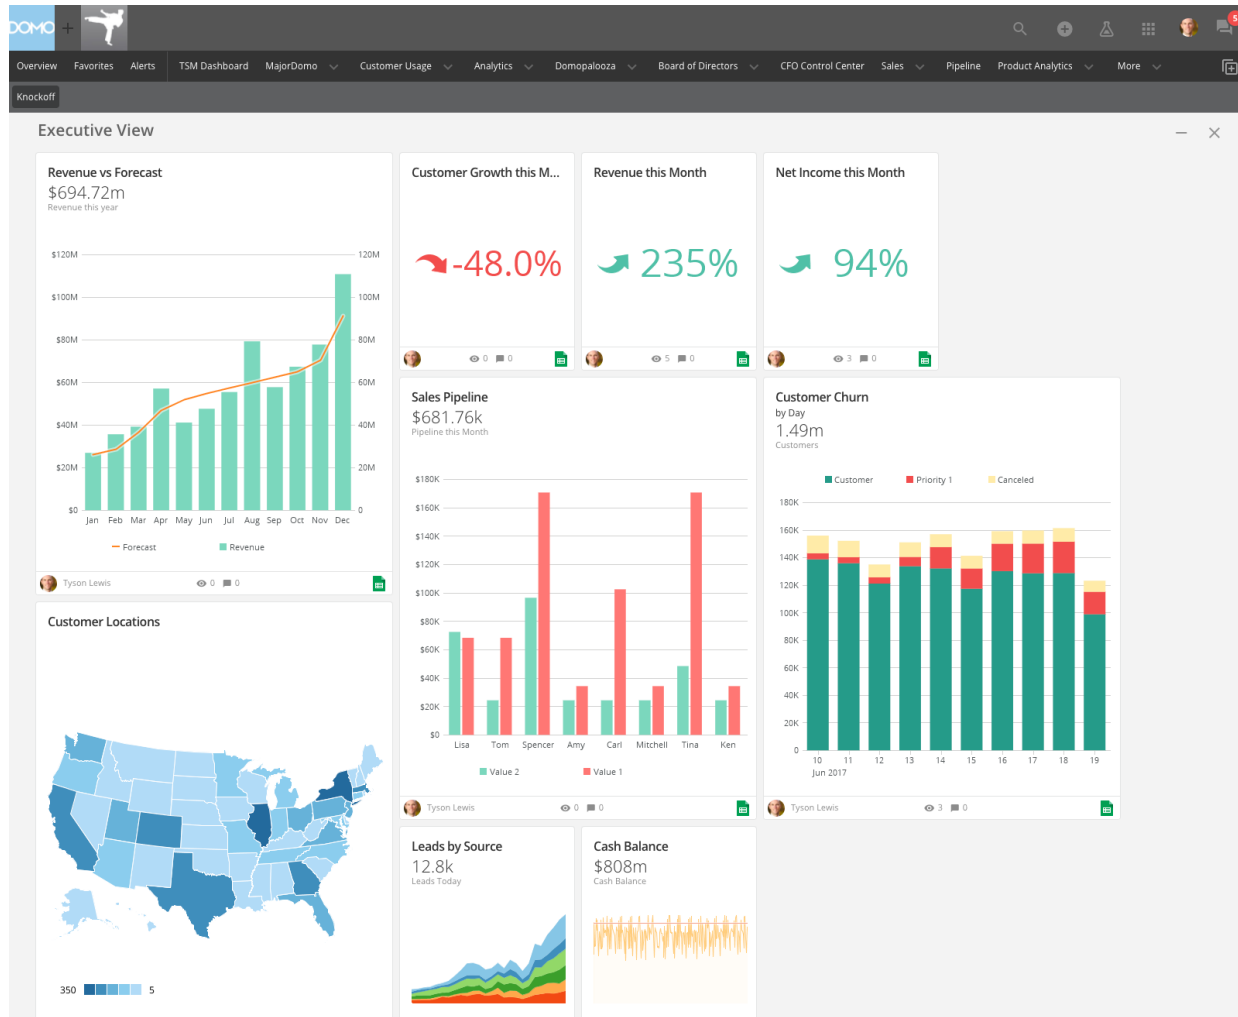 DOMO +
5
Overview Favorites Alerts TSM Dashboard MajorDomo Customer Usage Analytics Domopalooza Board of Directors CFO Control Center Sales Pipeline Product Analytics More
Knockoff
Executive View
Revenue vs Forecast
$694.72m
Revenue this year
$120M 120M
$100M 100M
$80M 80M
$60M 60M
$40M 40M
$20M 20M
$0 0
Jan Feb Mar Apr May Jun Jul Aug Sep Oct Nov Dec
Forecast Revenue
Tyson Lewis 0 0
Customer Growth this M...
-48.0%
0 0
Revenue this Month
235%
5 0
Net Income this Month
94%
3 0
Sales Pipeline
$681.76k
Pipeline this Month
$180K
$160K
$140K
$120K
$100K
$80K
$60K
$40K
$20K
$0
Lisa Tom Spencer Amy Carl Mitchell Tina Ken
Value 2 Value 1
Tyson Lewis 0 0
Customer Churn
by Day
1.49m
Customers
Customer Priority 1 Canceled
180K
160K
140K
120K
100K
80K
60K
40K
20K
0
10 11 12 13 14 15 16 17 18 19
Jun 2017
Tyson Lewis 3 0
Customer Locations
350 5
Leads by Source
12.8k
Leads Today
Cash Balance
$808m
Cash Balance